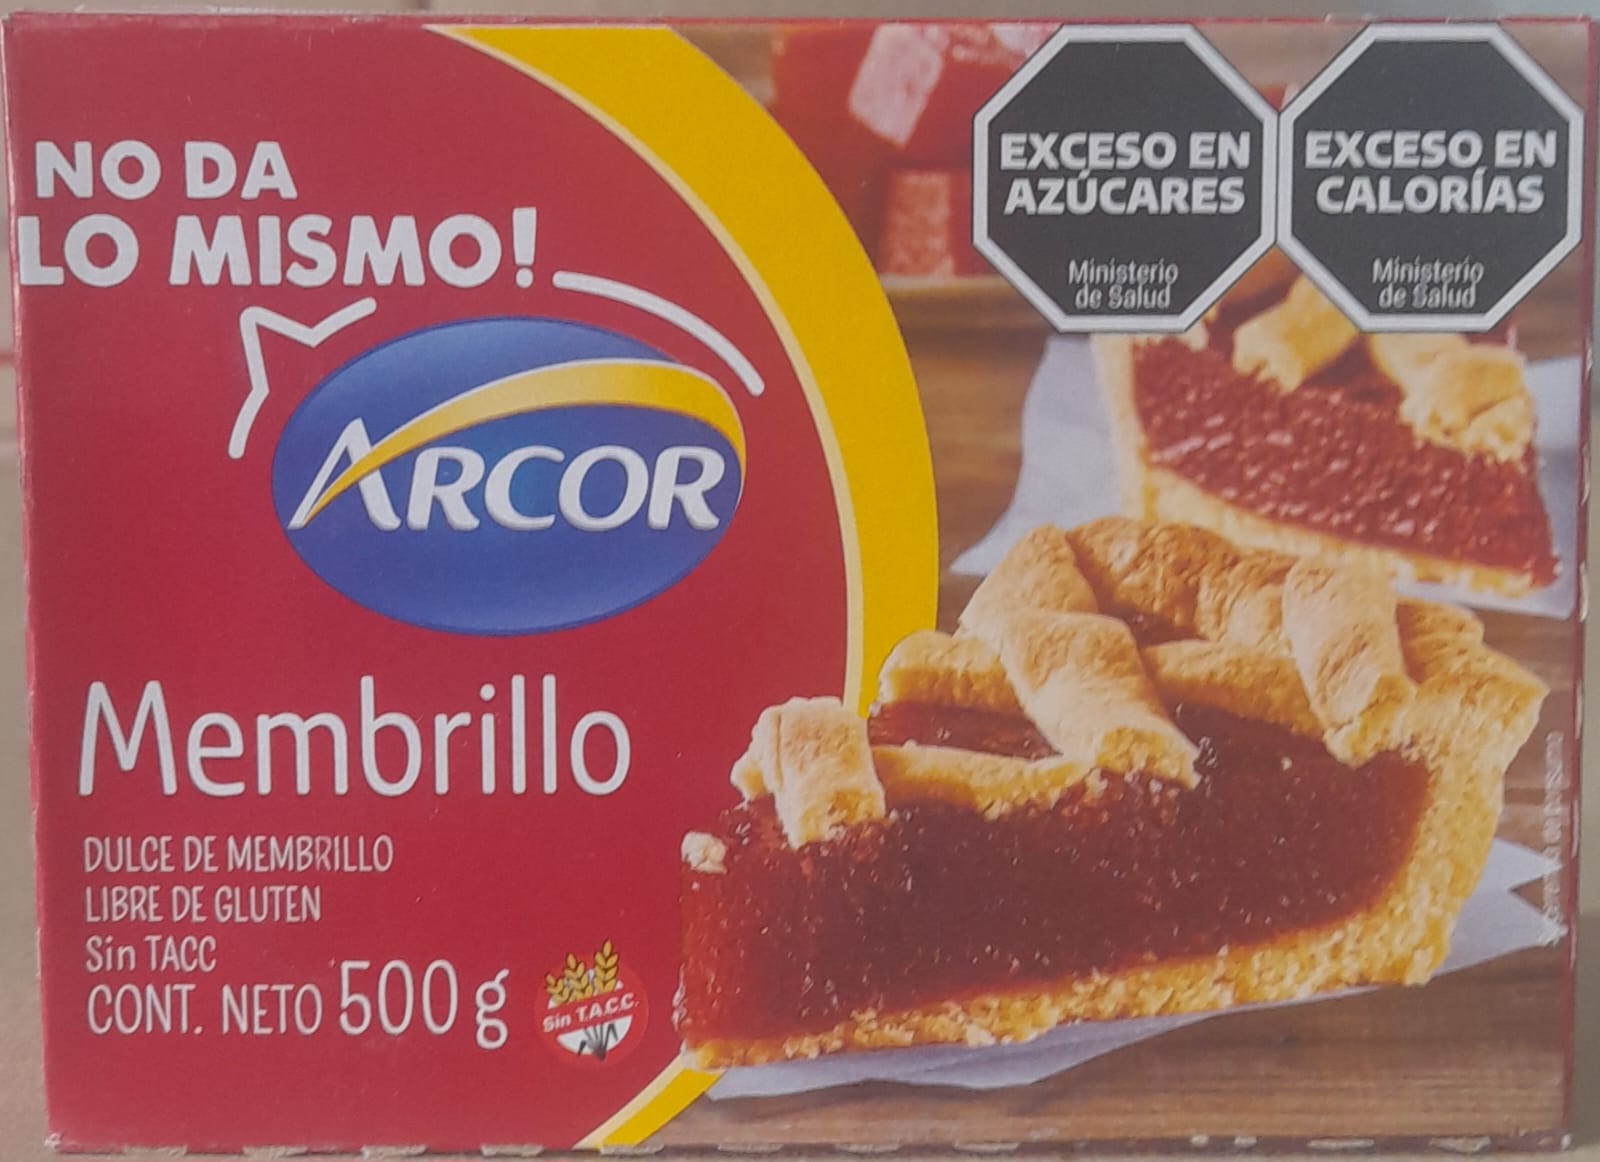 NO DA
LO MISMO!
ARCOR
Membrillo
DULCE DE MEMBRILLO
LIBRE DE GLUTEN
Sin TACC
CONT. NETO 500 g
Sin T.A.C.C.
EXCESO EN
AZÚCARES
Ministerio
de Salud
EXCESO EN
CALORÍAS
Ministerio
de Salud